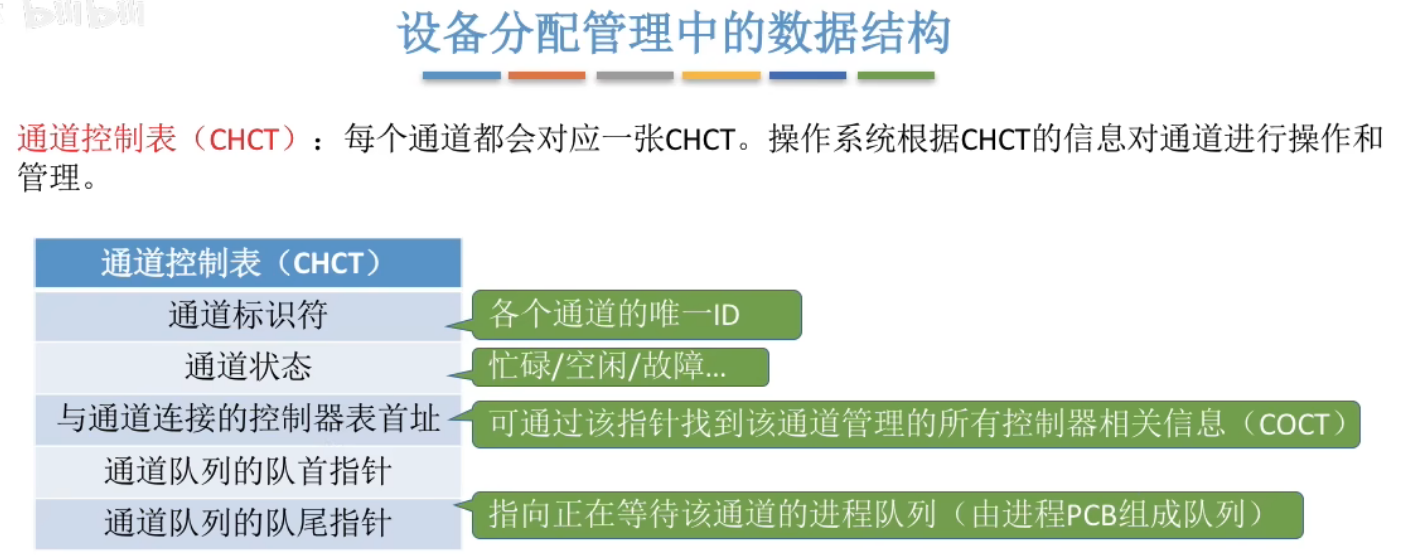 设备分配管理中的数据结构
通道控制表（CHCT）：每个通道都会对应一张CHCT。操作系统根据CHCT的信息对通道进行操作和
管理。
通道控制表（CHCT）
通道标识符
各个通道的唯一ID
通道状态
忙碌/空闲/故障...
与通道连接的控制器表首址
可通过该指针找到该通道管理的所有控制器相关信息（COCT）
通道队列的队首指针
通道队列的队尾指针
指向正在等待该通道的进程队列（由进程PCB组成队列）